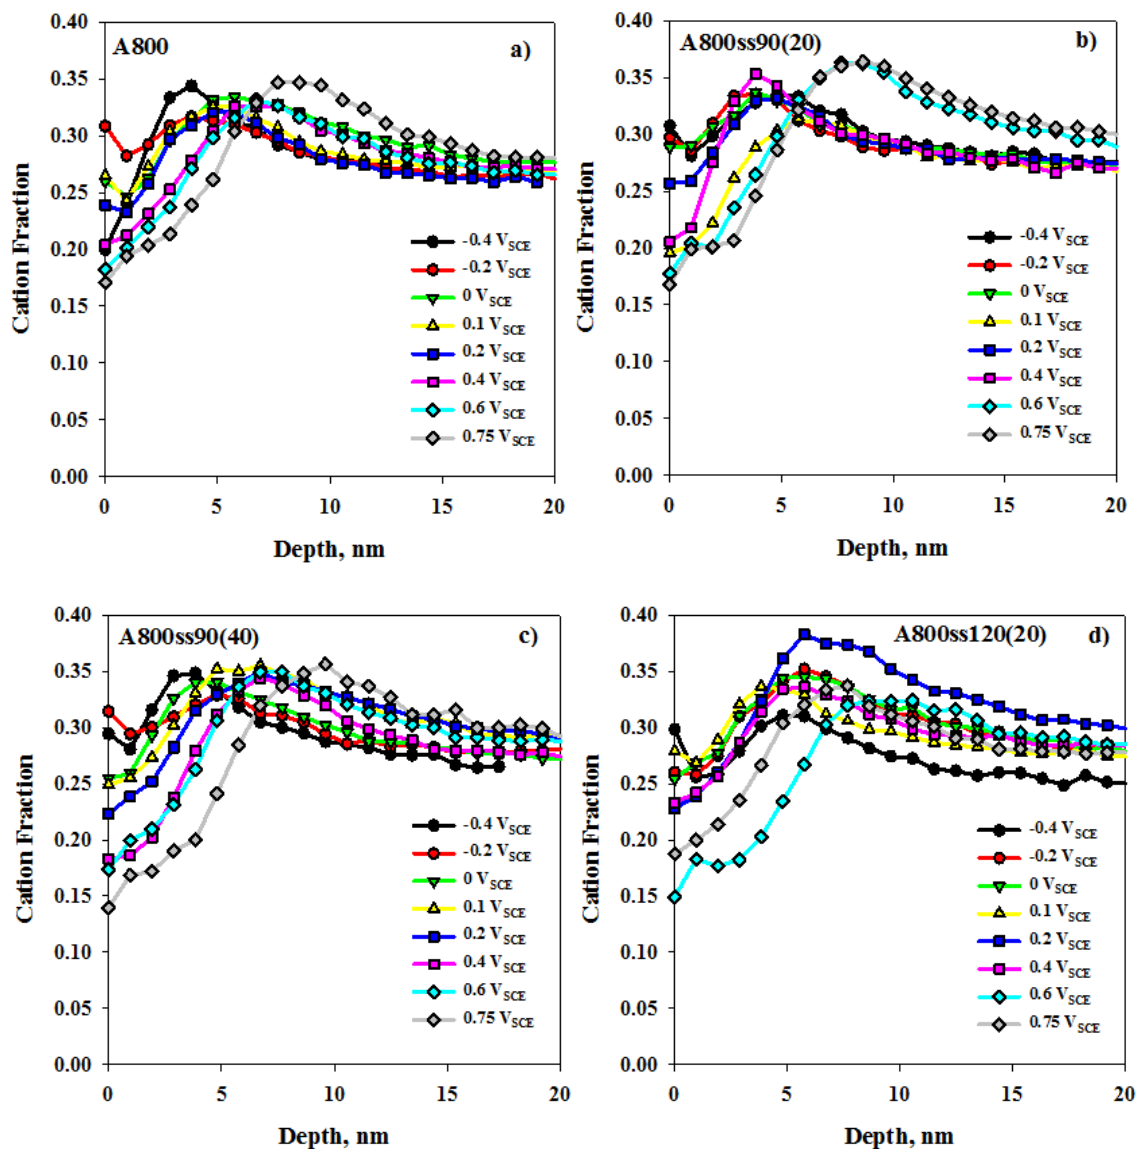 0.40
0.35
0.30
0.25
0.20
0.15
0.10
0.05
0.00
Cation Fraction
A800
a)
-0.4 VSCE
-0.2 VSCE
0 VSCE
0.1 VSCE
0.2 VSCE
0.4 VSCE
0.6 VSCE
0.75 VSCE
0 5 10 15 20
Depth, nm
0.40
0.35
0.30
0.25
0.20
0.15
0.10
0.05
0.00
Cation Fraction
A800ss90(20)
b)
-0.4 VSCE
-0.2 VSCE
0 VSCE
0.1 VSCE
0.2 VSCE
0.4 VSCE
0.6 VSCE
0.75 VSCE
0 5 10 15 20
Depth, nm
0.40
0.35
0.30
0.25
0.20
0.15
0.10
0.05
0.00
Cation Fraction
A800ss90(40)
c)
-0.4 VSCE
-0.2 VSCE
0 VSCE
0.1 VSCE
0.2 VSCE
0.4 VSCE
0.6 VSCE
0.75 VSCE
0 5 10 15 20
Depth, nm
0.40
0.35
0.30
0.25
0.20
0.15
0.10
0.05
0.00
Cation Fraction
A800ss120(20)
d)
-0.4 VSCE
-0.2 VSCE
0 VSCE
0.1 VSCE
0.2 VSCE
0.4 VSCE
0.6 VSCE
0.75 VSCE
0 5 10 15 20
Depth, nm